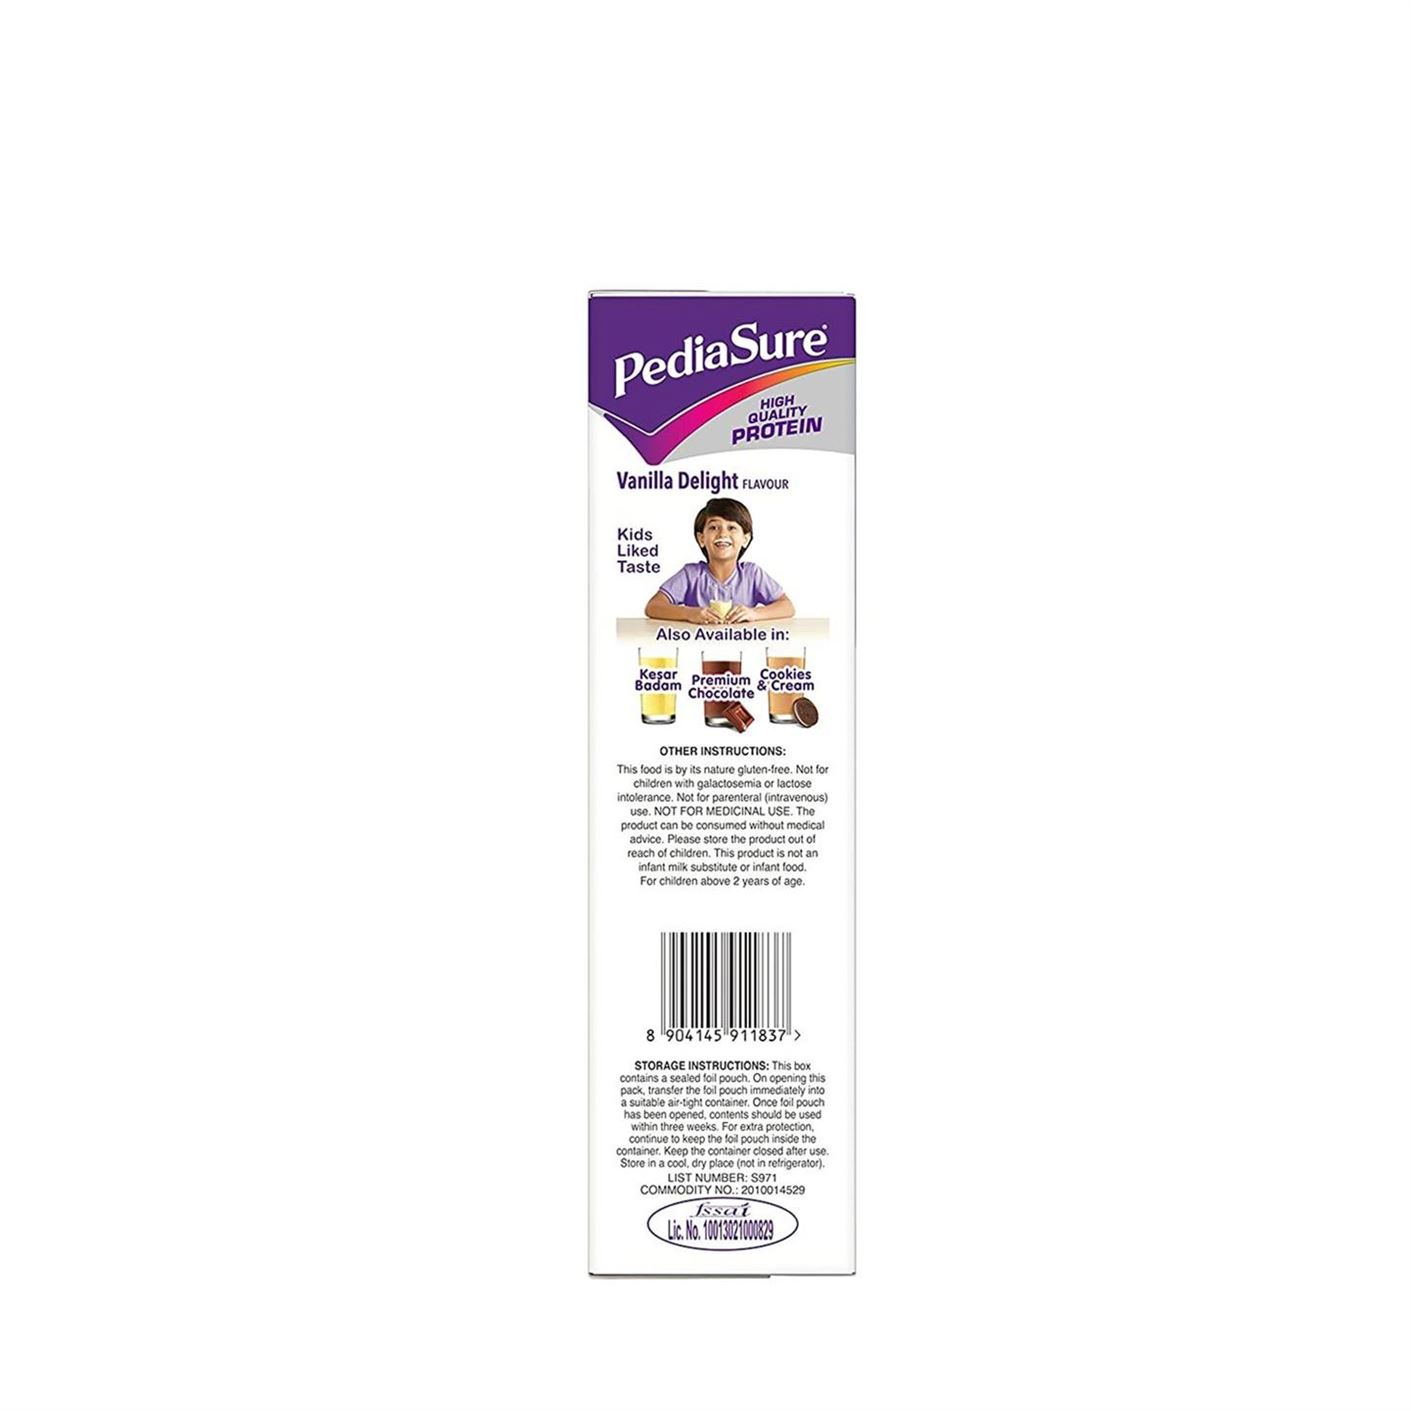 PediaSure
HIGH
QUALITY
PROTEIN
Vanilla Delight FLAVOUR
Kids
Liked
Taste
Also Available in:
Kesar
Badam
Premium
Chocolate
Cookies
& Cream
OTHER INSTRUCTIONS:
This food is by its nature gluten-free. Not for
children with galactosemia or lactose
intolerance. Not for parenteral (intravenous)
use. NOT FOR MEDICINAL USE. The
product can be consumed without medical
advice. Please store the product out of
reach of children. This product is not an
infant milk substitute or infant food.
For children above 2 years of age.
8 904145 911837 >
STORAGE INSTRUCTIONS: This box
contains a sealed foil pouch. On opening this
pack, transfer the foil pouch immediately into
a suitable air-tight container. Once foil pouch
has been opened, contents should be used
within three weeks. For extra protection,
continue to keep the foil pouch inside the
container. Keep the container closed after use.
Store in a cool, dry place (not in refrigerator).
LIST NUMBER: S971
COMMODITY NO.: 2010014529
fssai
Lic. No. 10013021000829